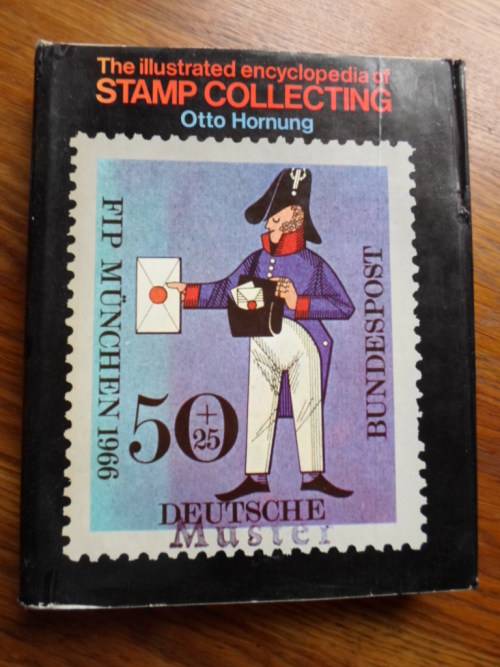 The illustrated encyclopedia of
STAMP COLLECTING
Otto Hornung
FIP MÜNCHEN 1966
50
+
25
BUNDESPOST
DEUTSCHE
Muster